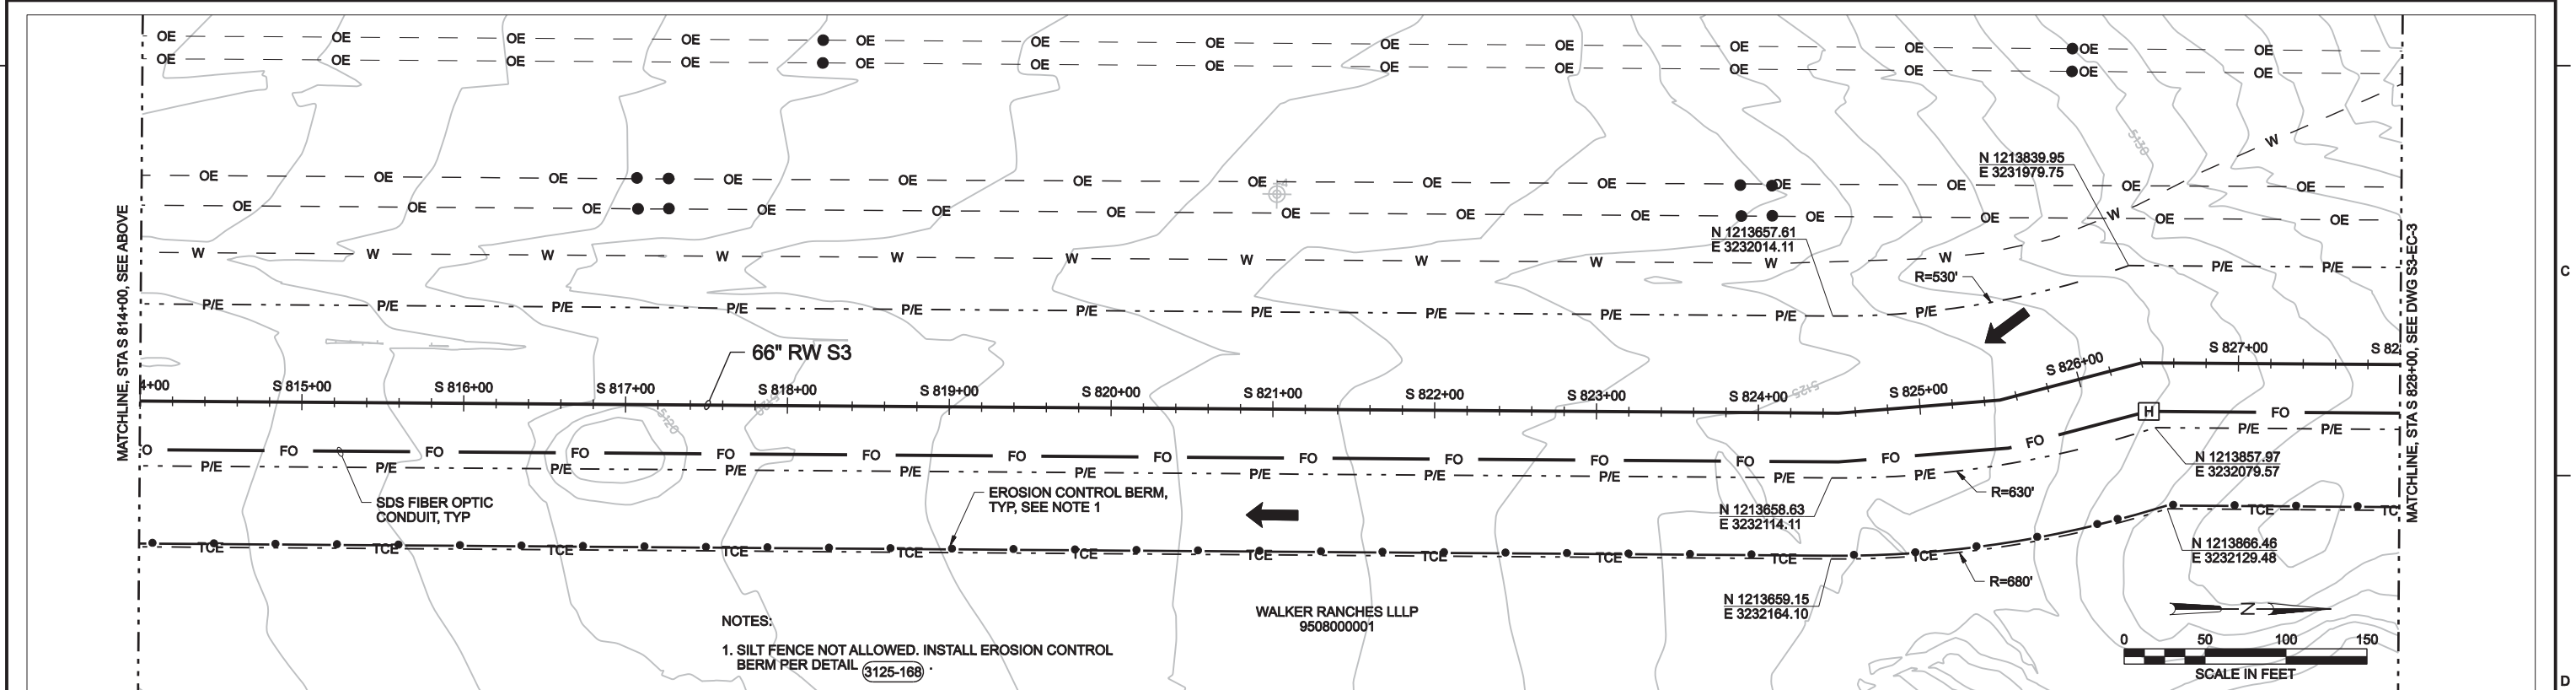 OE OE OE OE OE OE OE OE OE OE OE OE OE
OE OE OE OE OE OE OE OE OE OE OE OE OE
5130
W
N 1213839.95
E 3231979.75
OE OE OE OE OE OE OE OE OE OE OE OE OE
OE OE OE OE OE OE OE OE OE OE OE OE OE
W
N 1213657.61
E 3232014.11
W W W W W W W W W W W
R=530'
P/E P/E
P/E P/E P/E P/E P/E P/E P/E P/E P/E P/E P/E
MATCHLINE, STA S 814+00, SEE ABOVE
MATCHLINE, STA S 828+00, SEE DWG S3-EC-3
C
66" RW S3
4+00 S 815+00 S 816+00 S 817+00 S 818+00 S 819+00 S 820+00 S 821+00 S 822+00 S 823+00 S 824+00 S 825+00 S 826+00 S 827+00 S 82
5120
5125
H FO
P/E P/E
O FO FO FO FO FO FO FO FO FO FO FO FO FO
P/E P/E P/E P/E P/E P/E P/E P/E P/E P/E P/E
N 1213857.97
E 3232079.57
R=630'
SDS FIBER OPTIC
CONDUIT, TYP
EROSION CONTROL BERM,
TYP, SEE NOTE 1
N 1213658.63
E 3232114.11
TCE TC
TCE TCE TCE TCE TCE TCE TCE TCE TCE TCE TCE
N 1213866.46
E 3232129.48
R=680'
N 1213659.15
E 3232164.10
WALKER RANCHES LLLP
9508000001
N
NOTES:
1. SILT FENCE NOT ALLOWED. INSTALL EROSION CONTROL
BERM PER DETAIL 3125-168 .
0 50 100 150
SCALE IN FEET
D